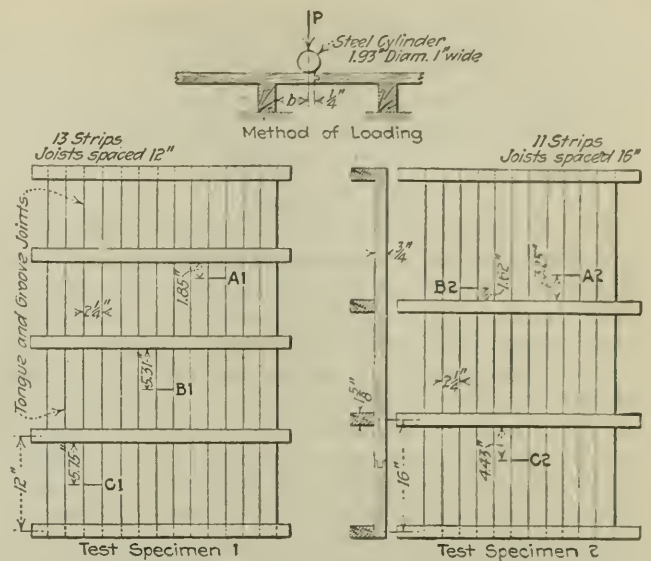 P
Steel Cylinder
1.93" Diam. 1" wide
b
1/4"
Method of Loading
13 Strips
Joists spaced 12"
11 Strips
Joists spaced 16"
Tongue and Groove Joints
1.85"
A1
2 1/4"
5.31"
B1
5.75"
C1
12"
Test Specimen 1
3/4"
B2
1.62"
A2
2 1/4"
1 5/8"
4.43"
C2
16"
Test Specimen 2